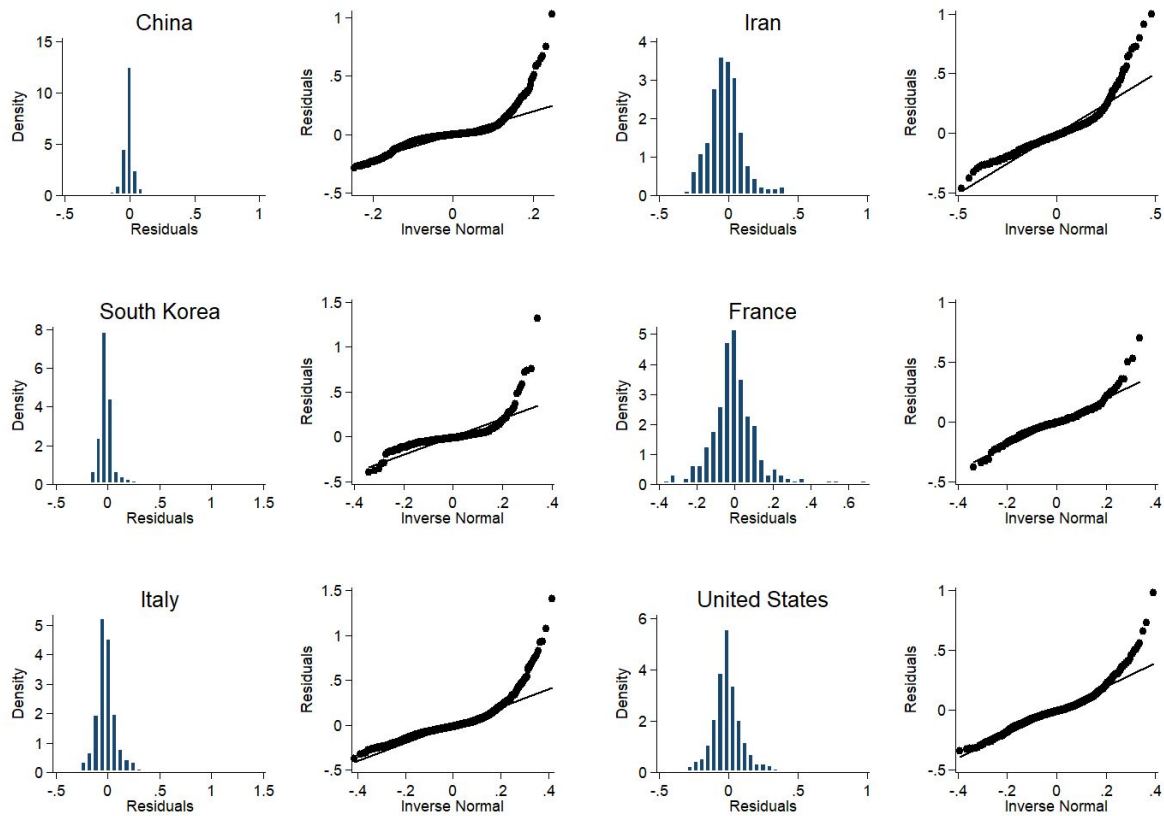 China
Density
15
10
5
0
-.5 0 .5 1
Residuals
Residuals
1
.5
0
-.5
-.2 0 .2
Inverse Normal
Iran
Density
4
3
2
1
0
-.5 0 .5 1
Residuals
Residuals
1
.5
0
-.5
-.5 0 .5
Inverse Normal
South Korea
Density
8
6
4
2
0
-.5 0 .5 1 1.5
Residuals
Residuals
1.5
1
.5
0
-.5
-.4 -.2 0 .2 .4
Inverse Normal
France
Density
5
4
3
2
1
0
-.4 -.2 0 .2 .4 .6
Residuals
Residuals
1
.5
0
-.5
-.4 -.2 0 .2 .4
Inverse Normal
Italy
Density
5
4
3
2
1
0
-.5 0 .5 1 1.5
Residuals
Residuals
1.5
1
.5
0
-.5
-.4 -.2 0 .2 .4
Inverse Normal
United States
Density
6
4
2
0
-.5 0 .5 1
Residuals
Residuals
1
.5
0
-.5
-.4 -.2 0 .2 .4
Inverse Normal